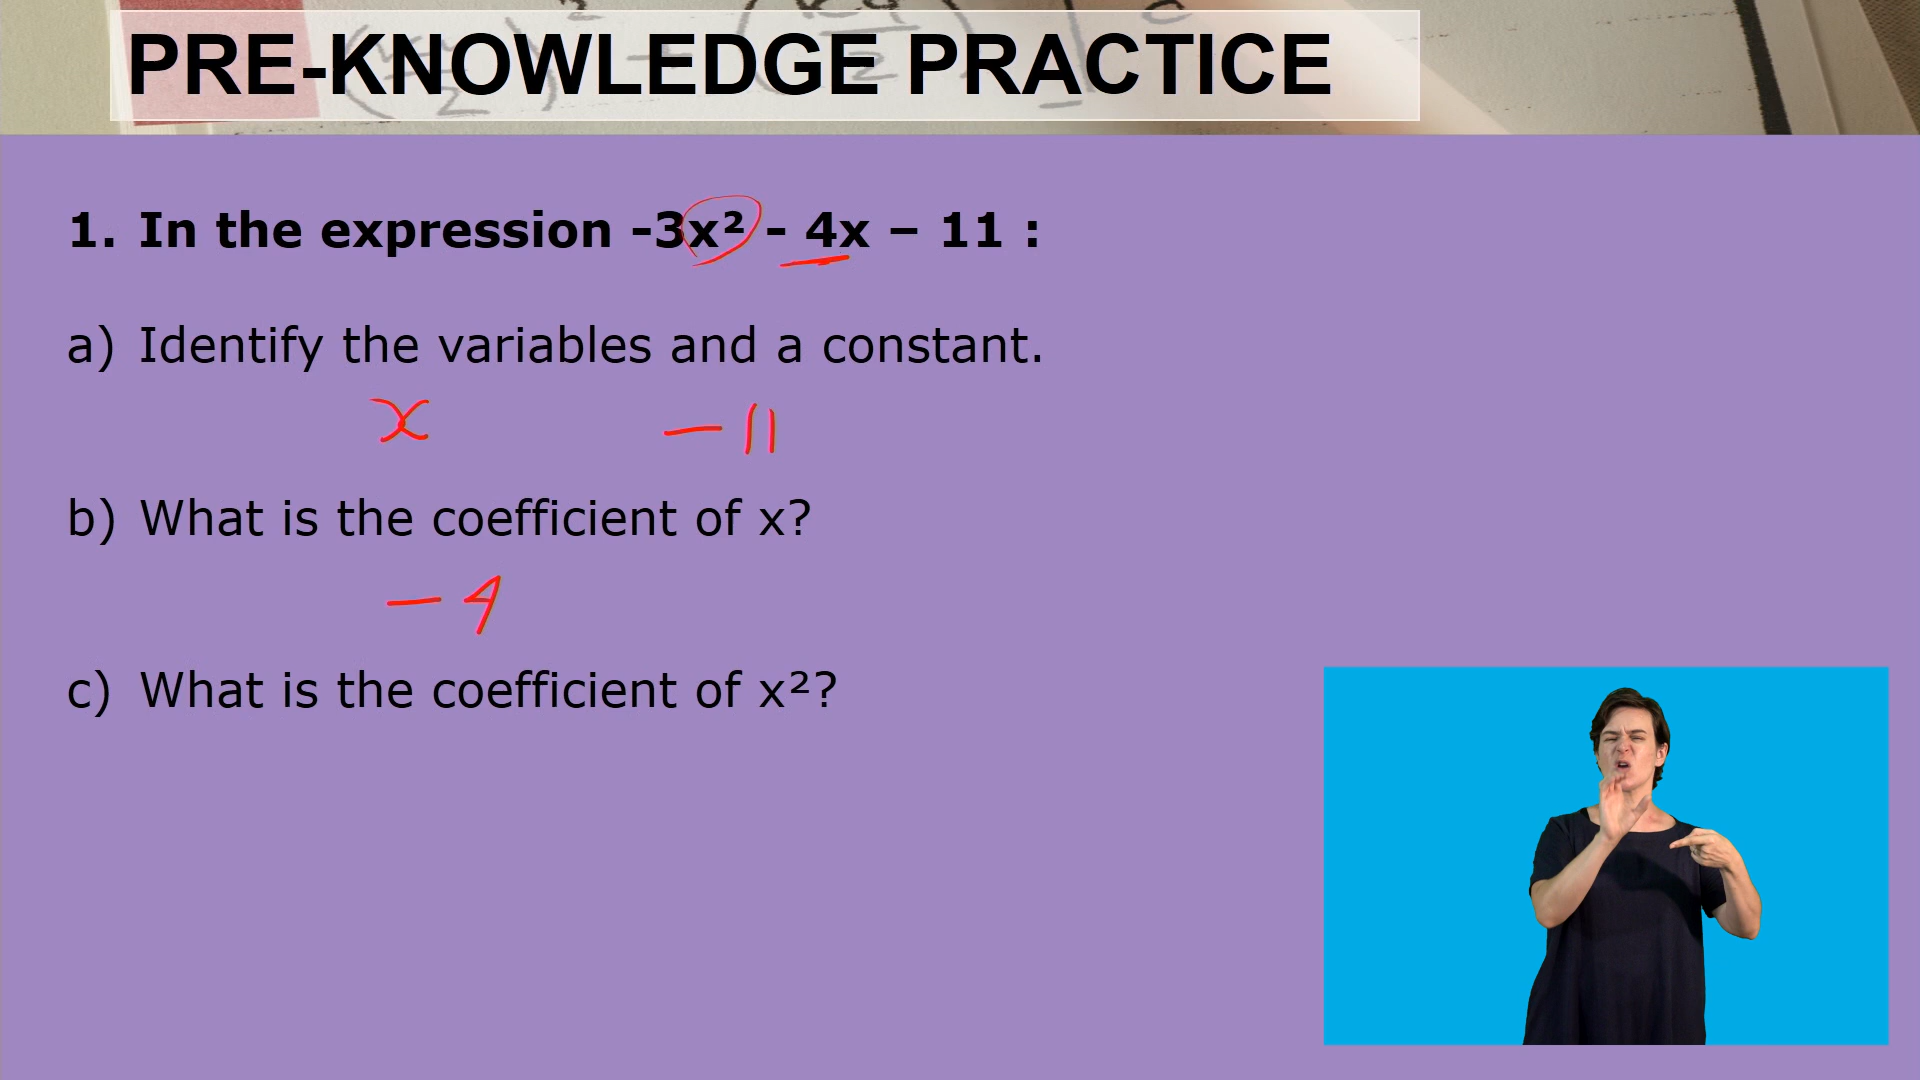 PRE-KNOWLEDGE PRACTICE
1. In the expression -3x² - 4x – 11 :
a) Identify the variables and a constant.
x – 11
b) What is the coefficient of x?
– 4
c) What is the coefficient of x²?